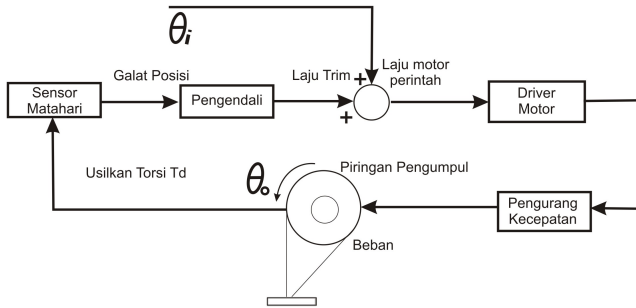 θi
Galat Posisi
Laju Trim
+
Laju motor
perintah
Sensor
Matahari
Pengendali
+
Driver
Motor
Usilkan Torsi Td
θo
Piringan Pengumpul
Pengurang
Kecepatan
Beban